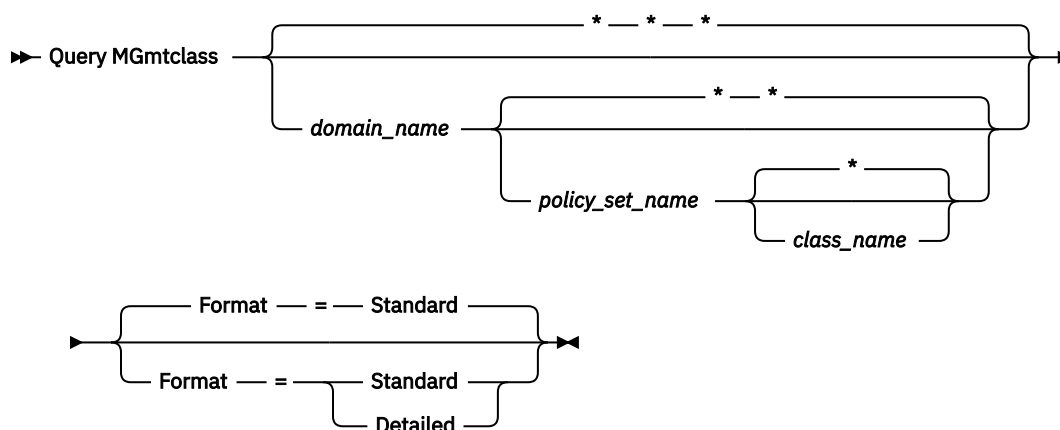 * * *
Query MGmtclass
* *
domain_name
*
policy_set_name
class_name
Format = Standard
Format = Standard
Detailed